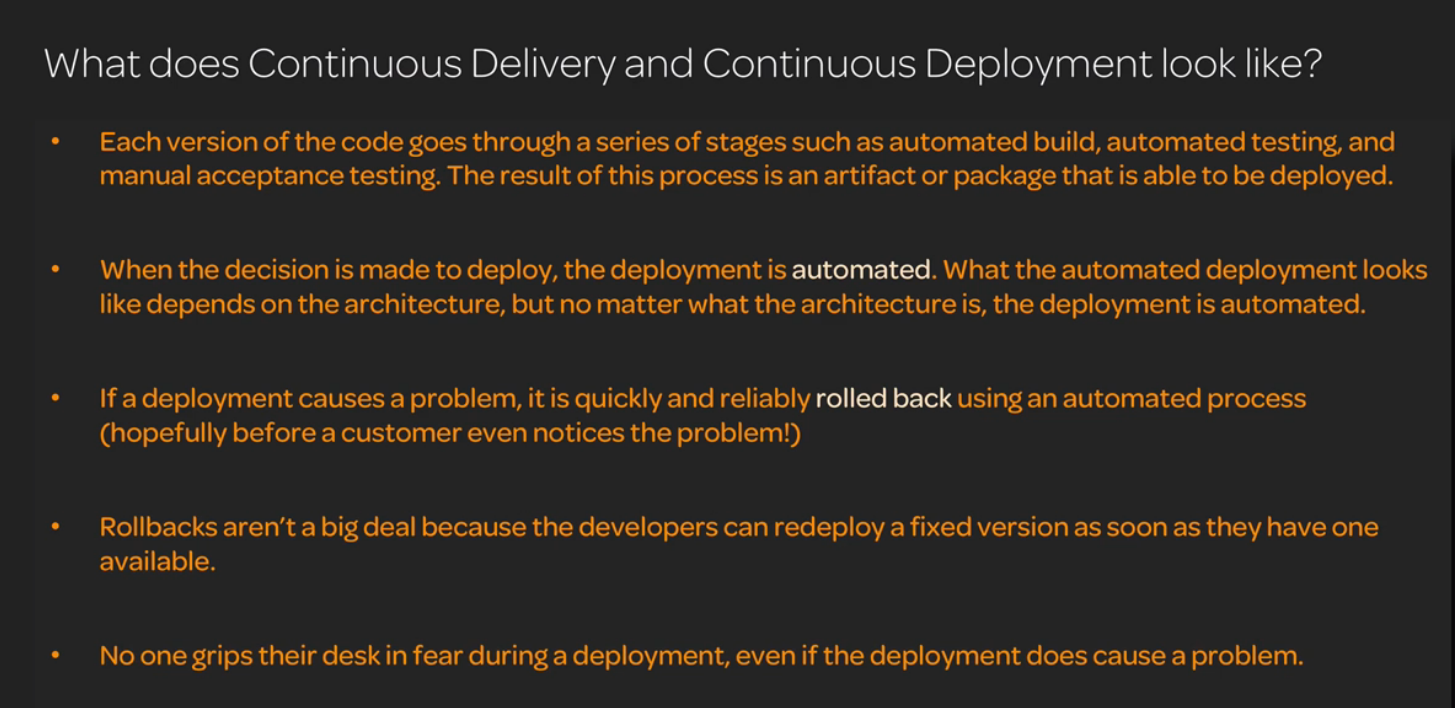 What does Continuous Delivery and Continuous Deployment look like?
• Each version of the code goes through a series of stages such as automated build, automated testing, and
manual acceptance testing. The result of this process is an artifact or package that is able to be deployed.
• When the decision is made to deploy, the deployment is automated. What the automated deployment looks
like depends on the architecture, but no matter what the architecture is, the deployment is automated.
• If a deployment causes a problem, it is quickly and reliably rolled back using an automated process
(hopefully before a customer even notices the problem!)
• Rollbacks aren’t a big deal because the developers can redeploy a fixed version as soon as they have one
available.
• No one grips their desk in fear during a deployment, even if the deployment does cause a problem.